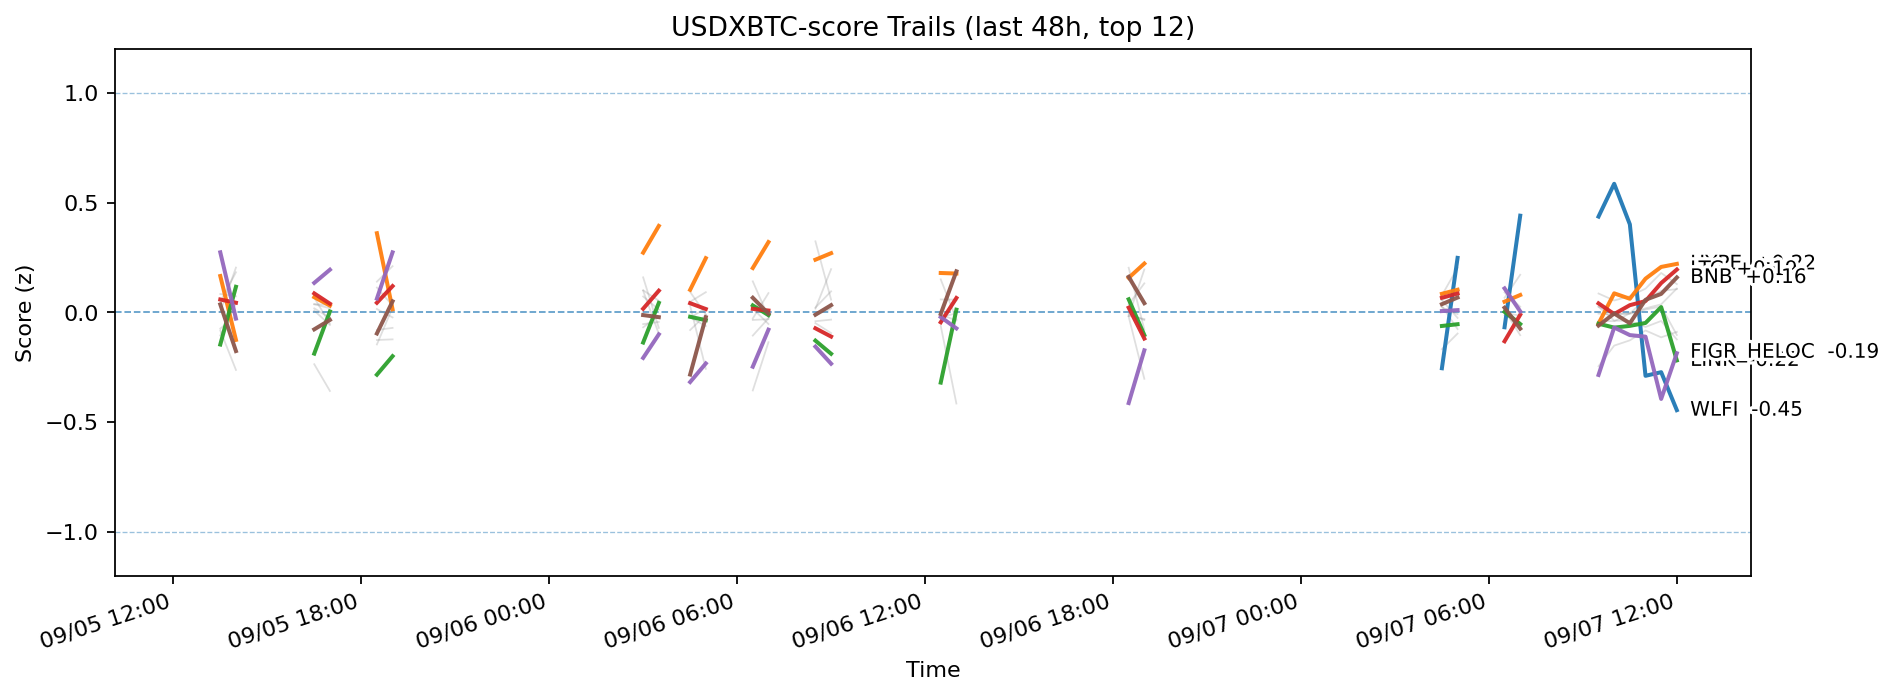 USDXBTC-score Trails (last 48h, top 12)
Score (z)
1.0
0.5
0.0
−0.5
−1.0
BNB +0.16
FIGR_HELOC -0.19
WLFI -0.45
09/05 12:00
09/05 18:00
09/06 00:00
09/06 06:00
09/06 12:00
09/06 18:00
09/07 00:00
09/07 06:00
09/07 12:00
Time